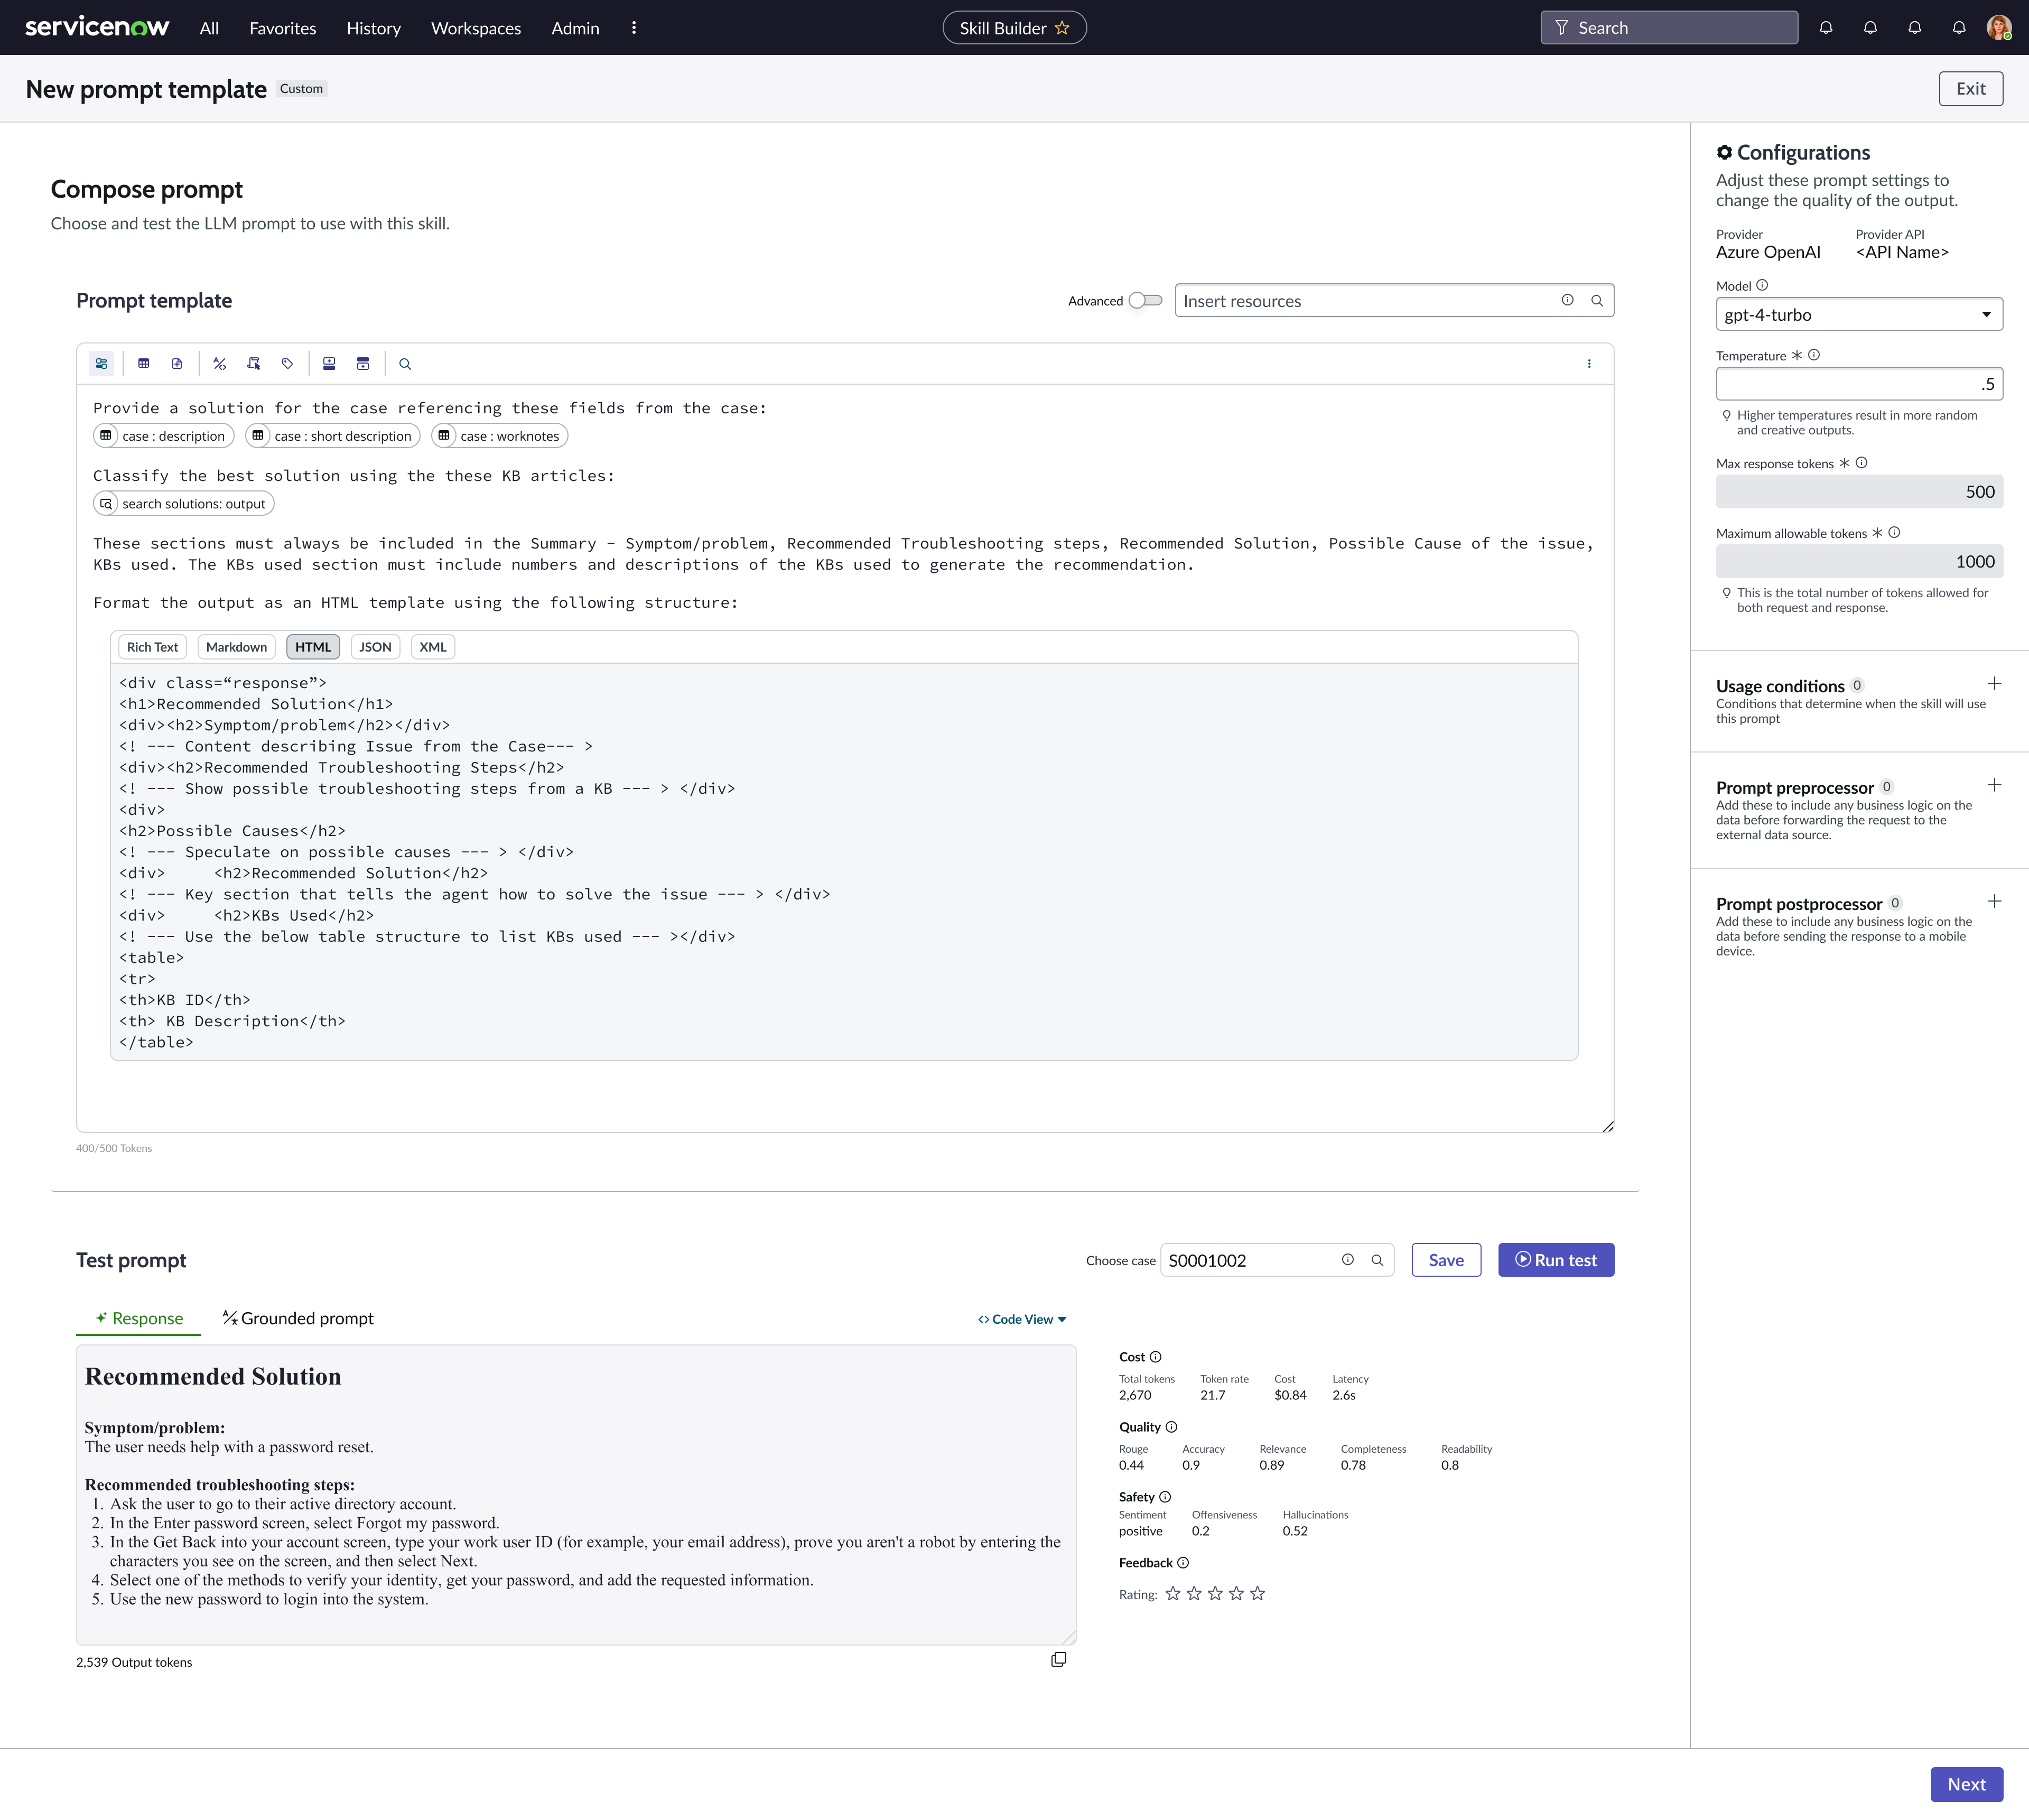 servicenow All Favorites History Workspaces Admin Skill Builder Search
New prompt template Custom Exit
Compose prompt
Choose and test the LLM prompt to use with this skill.
Prompt template Advanced Insert resources
Provide a solution for the case referencing these fields from the case:
case : description case : short description case : worknotes
Classify the best solution using the these KB articles:
search solutions: output
These sections must always be included in the Summary – Symptom/problem, Recommended Troubleshooting steps, Recommended Solution, Possible Cause of the issue,
KBs used. The KBs used section must include numbers and descriptions of the KBs used to generate the recommendation.
Format the output as an HTML template using the following structure:
Rich Text Markdown HTML JSON XML
<div class=“response”>
<h1>Recommended Solution</h1>
<div><h2>Symptom/problem</h2></div>
<! --- Content describing Issue from the Case--- >
<div><h2>Recommended Troubleshooting Steps</h2>
<! --- Show possible troubleshooting steps from a KB --- > </div>
<div>
<h2>Possible Causes</h2>
<! --- Speculate on possible causes --- > </div>
<div>     <h2>Recommended Solution</h2>
<! --- Key section that tells the agent how to solve the issue --- > </div>
<div>     <h2>KBs Used</h2>
<! --- Use the below table structure to list KBs used --- ></div>
<table>
<tr>
<th>KB ID</th>
<th> KB Description</th>
</table>
400/500 Tokens
Test prompt Choose case S0001002 Save Run test
Response Grounded prompt <> Code View
Recommended Solution
Symptom/problem:
The user needs help with a password reset.
Recommended troubleshooting steps:
1. Ask the user to go to their active directory account.
2. In the Enter password screen, select Forgot my password.
3. In the Get Back into your account screen, type your work user ID (for example, your email address), prove you aren't a robot by entering the
characters you see on the screen, and then select Next.
4. Select one of the methods to verify your identity, get your password, and add the requested information.
5. Use the new password to login into the system.
2,539 Output tokens
Cost
Total tokens Token rate Cost Latency
2,670 21.7 $0.84 2.6s
Quality
Rouge Accuracy Relevance Completeness Readability
0.44 0.9 0.89 0.78 0.8
Safety
Sentiment Offensiveness Hallucinations
positive 0.2 0.52
Feedback
Rating:
Configurations
Adjust these prompt settings to
change the quality of the output.
Provider Provider API
Azure OpenAI <API Name>
Model
gpt-4-turbo
Temperature *
.5
Higher temperatures result in more random
and creative outputs.
Max response tokens *
500
Maximum allowable tokens *
1000
This is the total number of tokens allowed for
both request and response.
Usage conditions 0
Conditions that determine when the skill will use
this prompt
Prompt preprocessor 0
Add these to include any business logic on the
data before forwarding the request to the
external data source.
Prompt postprocessor 0
Add these to include any business logic on the
data before sending the response to a mobile
device.
Next